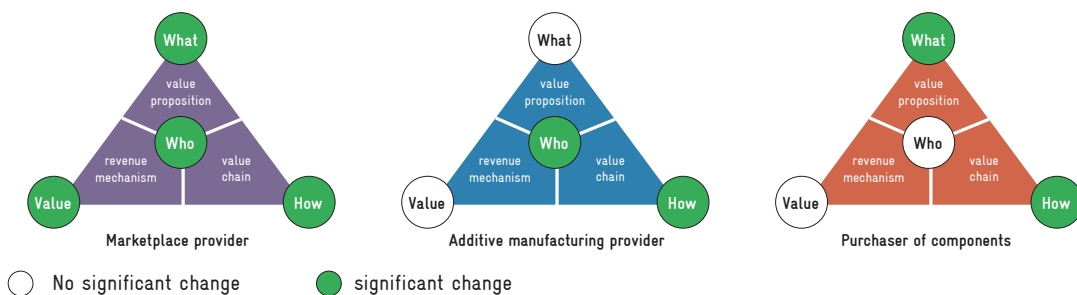 What
value
proposition
Who
revenue
mechanism
value
chain
Value
How
Marketplace provider
What
value
proposition
Who
revenue
mechanism
value
chain
Value
How
Additive manufacturing provider
What
value
proposition
Who
revenue
mechanism
value
chain
Value
How
Purchaser of components
No significant change
significant change